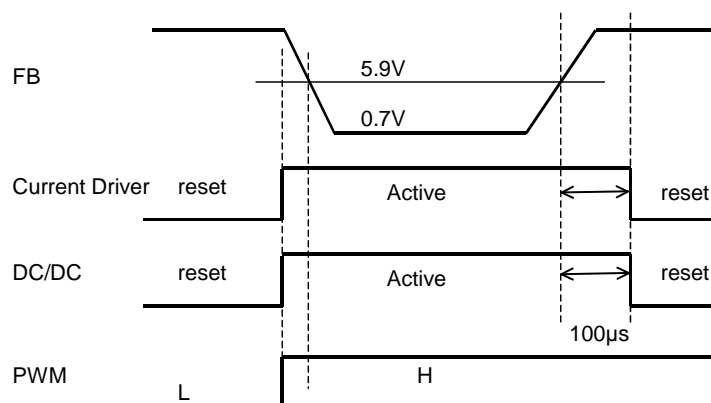 FB
5.9V
0.7V
Current Driver reset Active reset
DC/DC reset Active reset
100µs
PWM L H